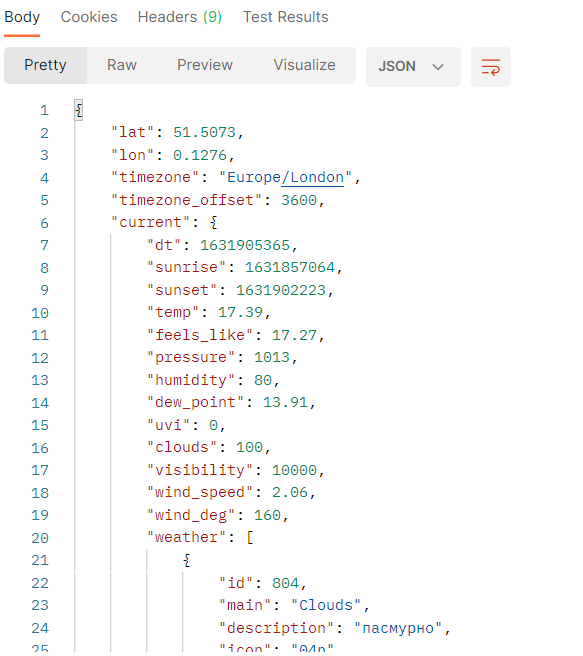 Body Cookies Headers (9) Test Results
Pretty Raw Preview Visualize JSON
1 {
2 "lat": 51.5073,
3 "lon": 0.1276,
4 "timezone": "Europe/London",
5 "timezone_offset": 3600,
6 "current": {
7 "dt": 1631905365,
8 "sunrise": 1631857064,
9 "sunset": 1631902223,
10 "temp": 17.39,
11 "feels_like": 17.27,
12 "pressure": 1013,
13 "humidity": 80,
14 "dew_point": 13.91,
15 "uvi": 0,
16 "clouds": 100,
17 "visibility": 10000,
18 "wind_speed": 2.06,
19 "wind_deg": 160,
20 "weather": [
21 {
22 "id": 804,
23 "main": "Clouds",
24 "description": "пасмурно",
25 "icon": "04n"